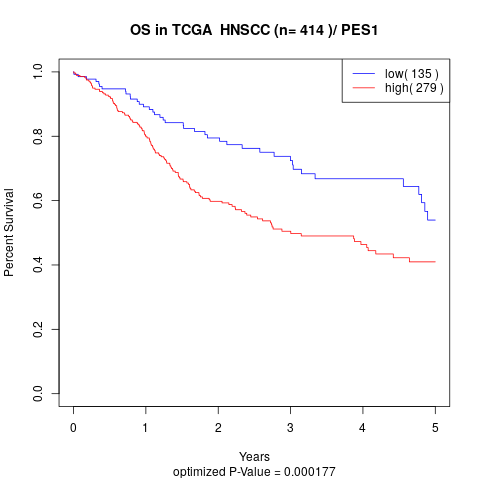 OS in TCGA HNSCC (n= 414 )/ PES1
low( 135 )
high( 279 )
Percent Survival
1.0
0.8
0.6
0.4
0.2
0.0
0 1 2 3 4 5
Years
optimized P-Value = 0.000177